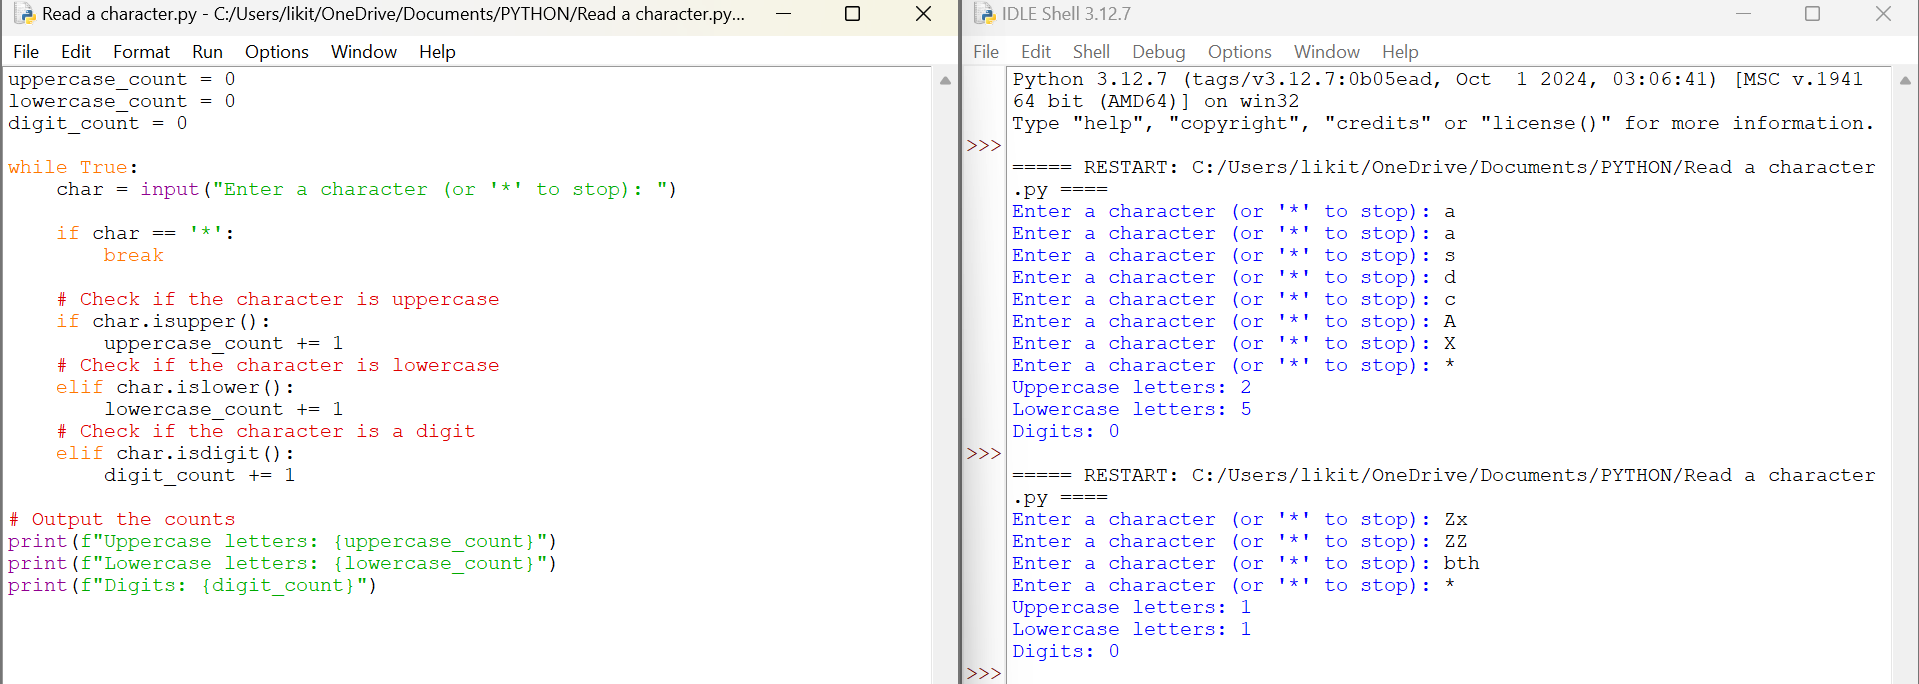 Read a character.py - C:/Users/likit/OneDrive/Documents/PYTHON/Read a character.py...
File Edit Format Run Options Window Help
uppercase_count = 0
lowercase_count = 0
digit_count = 0
while True:
    char = input("Enter a character (or '*' to stop): ")
    if char == '*':
        break
    # Check if the character is uppercase
    if char.isupper():
        uppercase_count += 1
    # Check if the character is lowercase
    elif char.islower():
        lowercase_count += 1
    # Check if the character is a digit
    elif char.isdigit():
        digit_count += 1
# Output the counts
print(f"Uppercase letters: {uppercase_count}")
print(f"Lowercase letters: {lowercase_count}")
print(f"Digits: {digit_count}")
IDLE Shell 3.12.7
File Edit Shell Debug Options Window Help
Python 3.12.7 (tags/v3.12.7:0b05ead, Oct  1 2024, 03:06:41) [MSC v.1941
64 bit (AMD64)] on win32
Type "help", "copyright", "credits" or "license()" for more information.
>>>
===== RESTART: C:/Users/likit/OneDrive/Documents/PYTHON/Read a character
.py ====
Enter a character (or '*' to stop): a
Enter a character (or '*' to stop): a
Enter a character (or '*' to stop): s
Enter a character (or '*' to stop): d
Enter a character (or '*' to stop): c
Enter a character (or '*' to stop): A
Enter a character (or '*' to stop): X
Enter a character (or '*' to stop): *
Uppercase letters: 2
Lowercase letters: 5
Digits: 0
>>>
===== RESTART: C:/Users/likit/OneDrive/Documents/PYTHON/Read a character
.py ====
Enter a character (or '*' to stop): Zx
Enter a character (or '*' to stop): ZZ
Enter a character (or '*' to stop): bth
Enter a character (or '*' to stop): *
Uppercase letters: 1
Lowercase letters: 1
Digits: 0
>>>